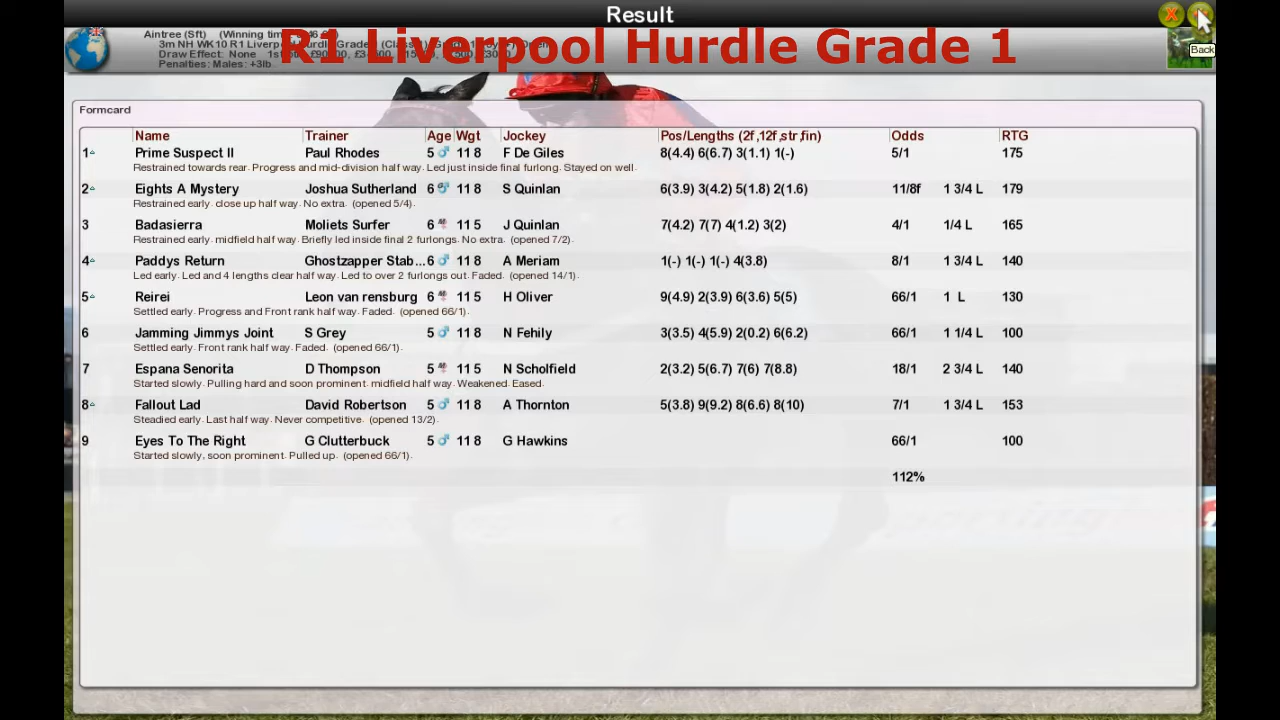 Result
R1 Liverpool Hurdle Grade 1
Aintree (Sft) (Winning
3m NH WK10 R1 Liverpool Hurdle Grade
Draw Effect: None
Penalties: Males: +3lb
Back
Formcard
Name Trainer Age Wgt Jockey Pos/Lengths (2f,12f,str,fin) Odds RTG
1 Prime Suspect II Paul Rhodes 5 11 8 F De Giles 8(4.4) 6(6.7) 3(1.1) 1(-) 5/1 175
Restrained towards rear. Progress and mid-division half way. Led just inside final furlong. Stayed on well.
2 Eights A Mystery Joshua Sutherland 6 11 8 S Quinlan 6(3.9) 3(4.2) 5(1.8) 2(1.6) 11/8f 1 3/4 L 179
Restrained early. close up half way. No extra. (opened 5/4).
3 Badasierra Moliets Surfer 6 11 5 J Quinlan 7(4.2) 7(7) 4(1.2) 3(2) 4/1 1/4 L 165
Restrained early. midfield half way. Briefly led inside final 2 furlongs. No extra. (opened 7/2).
4 Paddys Return Ghostzapper Stab... 6 11 8 A Meriam 1(-) 1(-) 1(-) 4(3.8) 8/1 1 3/4 L 140
Led early. Led and 4 lengths clear half way. Led to over 2 furlongs out. Faded. (opened 14/1).
5 Reirei Leon van rensburg 6 11 5 H Oliver 9(4.9) 2(3.9) 6(3.6) 5(5) 66/1 1 L 130
Settled early. Progress and Front rank half way. Faded. (opened 66/1).
6 Jamming Jimmys Joint S Grey 5 11 8 N Fehily 3(3.5) 4(5.9) 2(0.2) 6(6.2) 66/1 1 1/4 L 100
Settled early. Front rank half way. Faded. (opened 66/1).
7 Espana Senorita D Thompson 5 11 5 N Scholfield 2(3.2) 5(6.7) 7(6) 7(8.8) 18/1 2 3/4 L 140
Started slowly. Pulling hard and soon prominent. midfield half way. Weakened. Eased.
8 Fallout Lad David Robertson 5 11 8 A Thornton 5(3.8) 9(9.2) 8(6.6) 8(10) 7/1 1 3/4 L 153
Steadied early. Last half way. Never competitive. (opened 13/2).
9 Eyes To The Right G Clutterbuck 5 11 8 G Hawkins 66/1 100
Started slowly, soon prominent. Pulled up. (opened 66/1).
112%